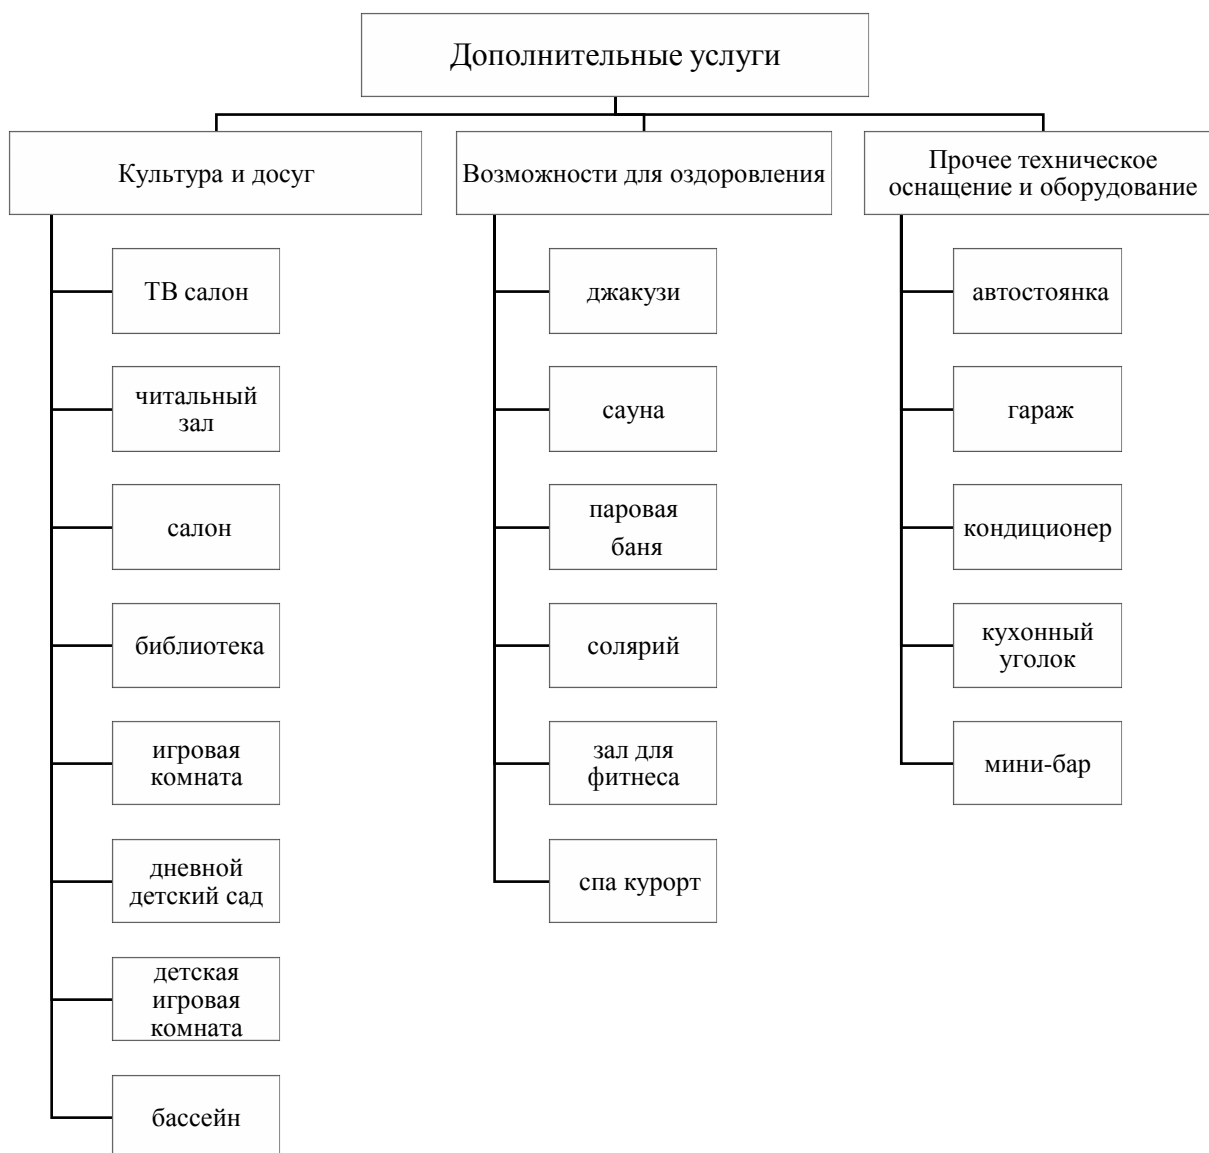 Дополнительные услуги
Культура и досуг
ТВ салон
читальный
зал
салон
библиотека
игровая
комната
дневной
детский сад
детская
игровая
комната
бассейн
Возможности для оздоровления
джакузи
сауна
паровая
баня
солярий
зал для
фитнеса
спа курорт
Прочее техническое
оснащение и оборудование
автостоянка
гараж
кондиционер
кухонный
уголок
мини-бар